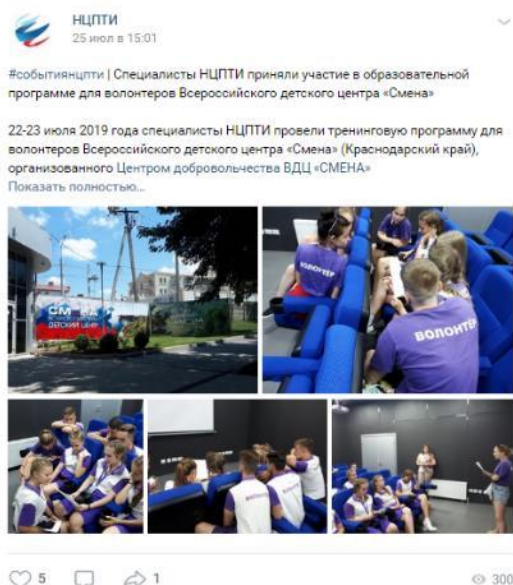 НЦПТИ
25 июл в 15:01
#событиянцпти | Специалисты НЦПТИ приняли участие в образовательной
программе для волонтеров Всероссийского детского центра «Смена»
22-23 июля 2019 года специалисты НЦПТИ провели тренинговую программу для
волонтеров Всероссийского детского центра «Смена» (Краснодарский край),
организованного Центром добровольчества ВДЦ «СМЕНА»
Показать полностью...
СМЕНА
ДЕТСКИЙ ЦЕНТР
ВОЛОНТЁР
ВОЛОНТЁР
5
1
300